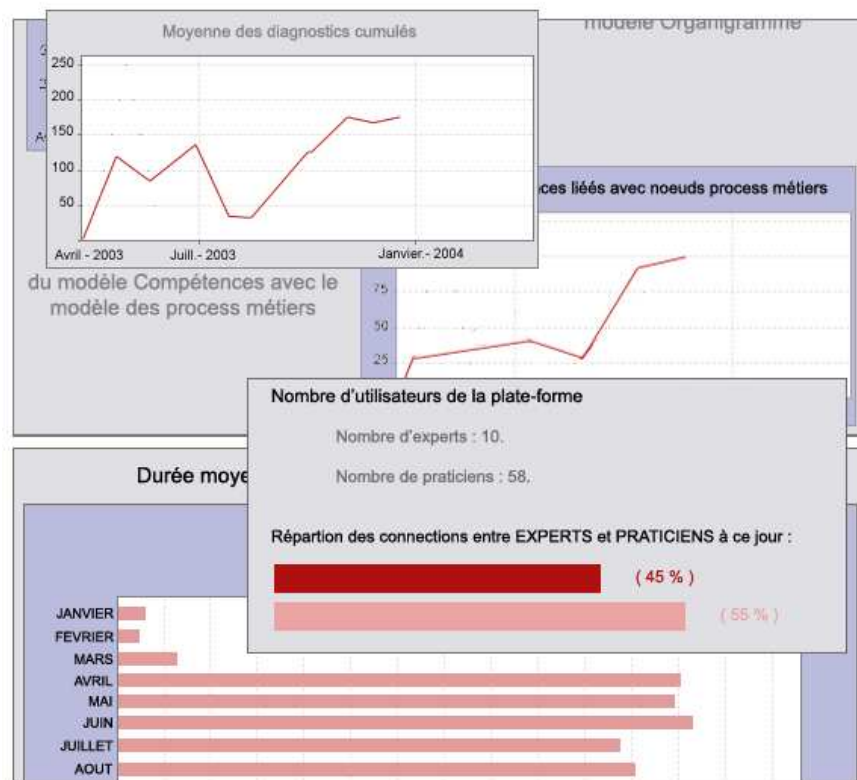 modèle Organigramme
Moyenne des diagnostics cumulés
250
200
150
100
50
Avril - 2003 Juill. - 2003 Janvier. - 2004
liéés avec noeuds process métiers
du modèle Compétences avec le
modèle des process métiers
75
50
25
Nombre d'utilisateurs de la plate-forme
Nombre d'experts : 10.
Nombre de praticiens : 58.
Répartion des connections entre EXPERTS et PRATICIENS à ce jour :
( 45 % )
( 55 % )
Durée
JANVIER
FEVRIER
MARS
AVRIL
MAI
JUIN
JUILLET
AOUT